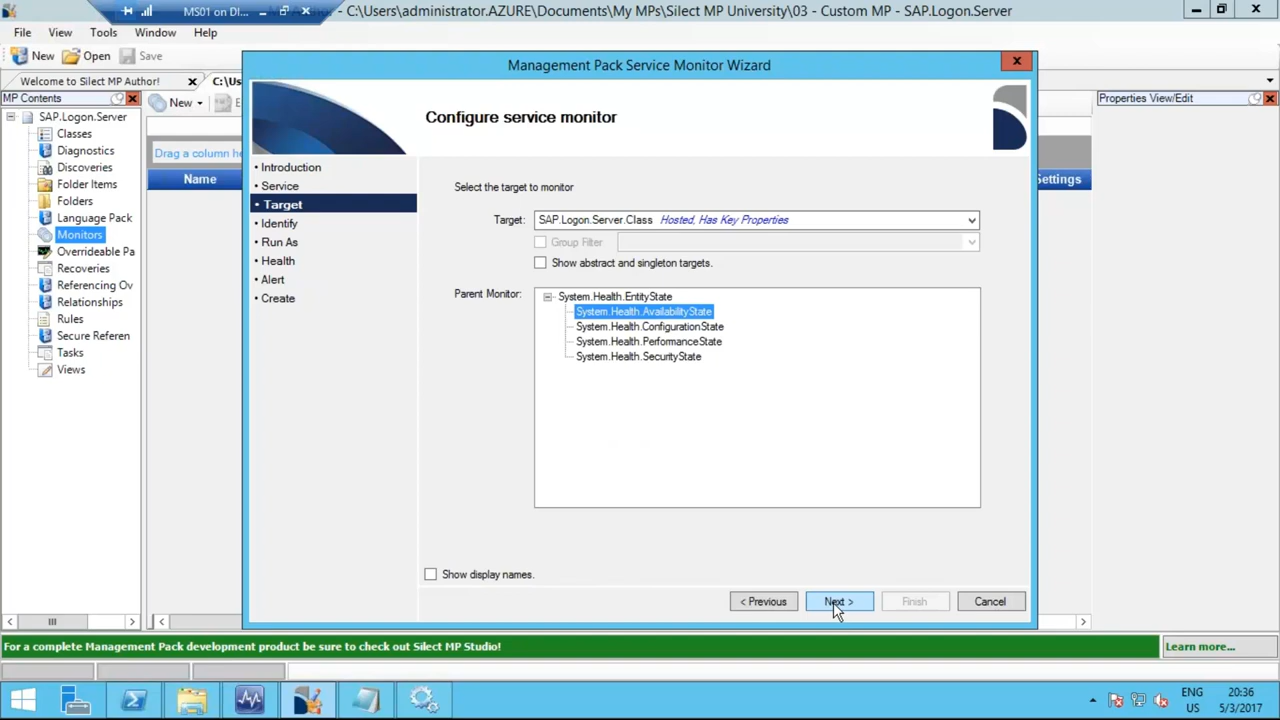 MS01 on DI...
- C:\Users\administrator.AZURE\Documents\My MPs\Silect MP University\03 - Custom MP - SAP.Logon.Server
File View Tools Window Help
New Open Save
Welcome to Silect MP Author!
C:\Us
MP Contents
New
E
Properties View/Edit
SAP.Logon.Server
Classes
Diagnostics
Discoveries
Folder Items
Folders
Language Pack
Monitors
Overrideable Pa
Recoveries
Referencing Ov
Relationships
Rules
Secure Referen
Tasks
Views
Drag a column he
Name
Settings
Management Pack Service Monitor Wizard
Configure service monitor
Introduction
Service
Target
Identify
Run As
Health
Alert
Create
Select the target to monitor
Target: SAP.Logon.Server.Class Hosted, Has Key Properties
Group Filter
Show abstract and singleton targets.
Parent Monitor: System.Health.EntityState
System.Health.AvailabilityState
System.Health.ConfigurationState
System.Health.PerformanceState
System.Health.SecurityState
Show display names.
< Previous Next > Finish Cancel
For a complete Management Pack development product be sure to check out Silect MP Studio!
Learn more...
ENG 20:36
US 5/3/2017